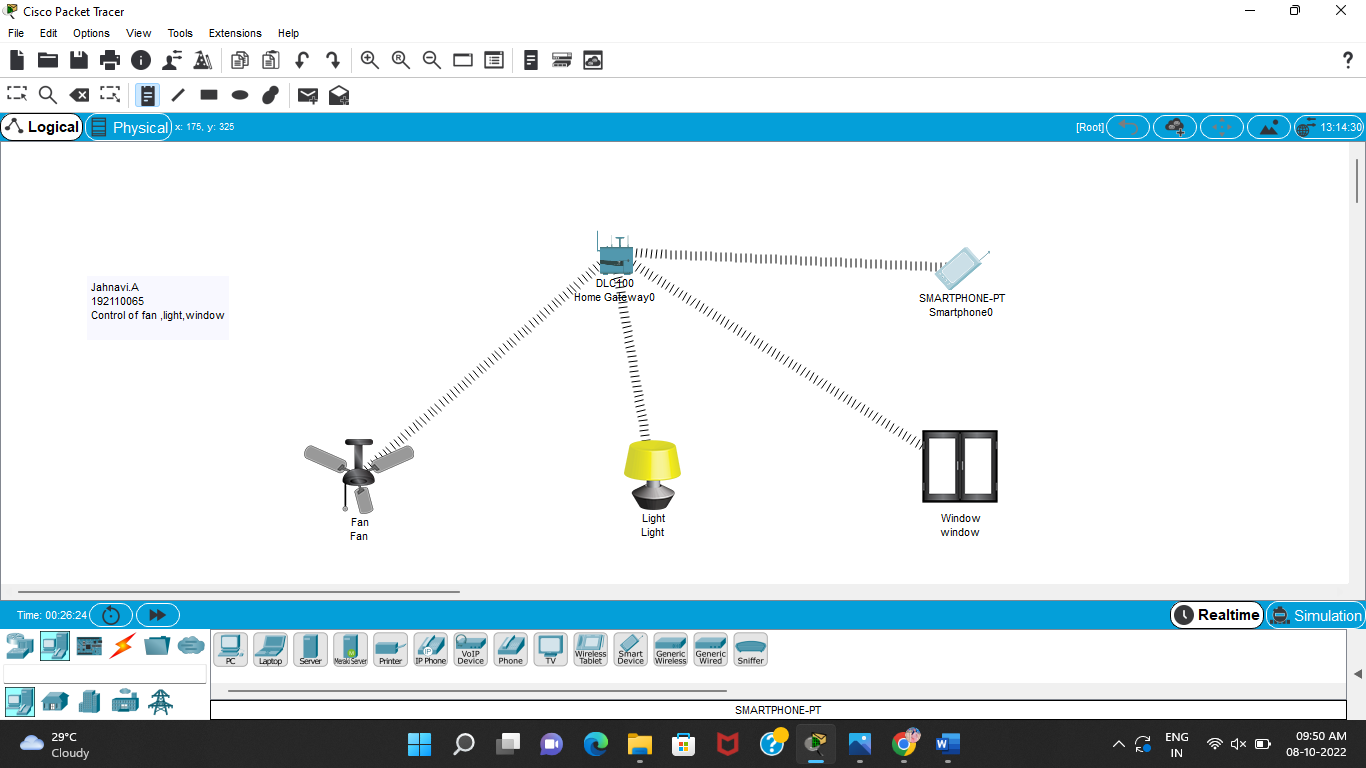 Cisco Packet Tracer
File Edit Options View Tools Extensions Help
?
Logical Physical x: 175, y: 325 [Root] 13:14:30
DLC100
Home Gateway0
SMARTPHONE-PT
Smartphone0
Jahnavi.A
192110065
Control of fan ,light,window
Fan
Fan
Light
Light
Window
window
Time: 00:26:24 Realtime Simulation
PC Laptop Server Meraki Server Printer IP Phone VoIP Device Phone TV Wireless Tablet Smart Device Generic Wireless Generic Wired Sniffer
SMARTPHONE-PT
29°C
Cloudy
ENG
IN
09:50 AM
08-10-2022